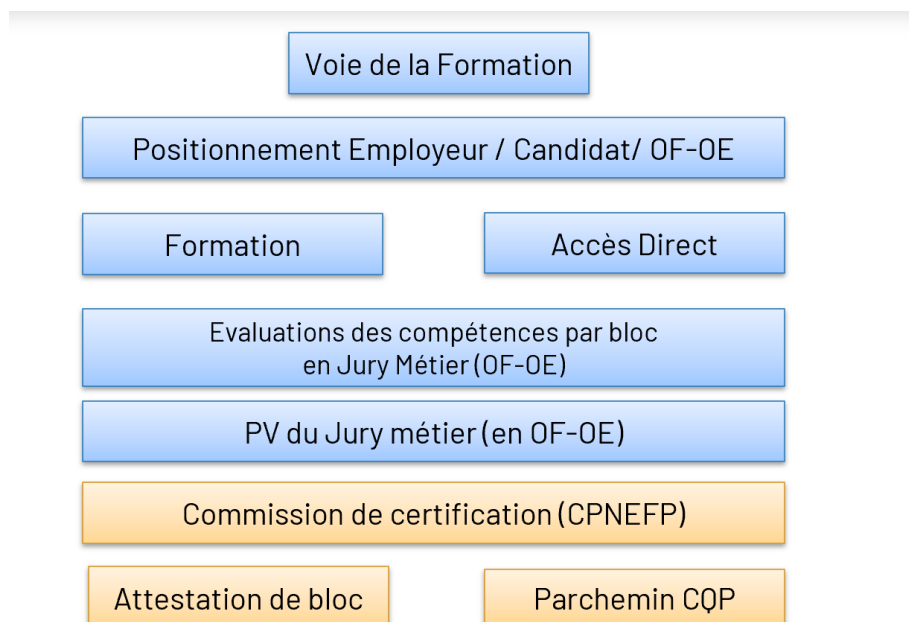 Voie de la Formation
Positionnement Employeur / Candidat/ OF-OE
Formation
Accès Direct
Evaluations des compétences par bloc
en Jury Métier (OF-OE)
PV du Jury métier (en OF-OE)
Commission de certification (CPNEFP)
Attestation de bloc
Parchemin CQP